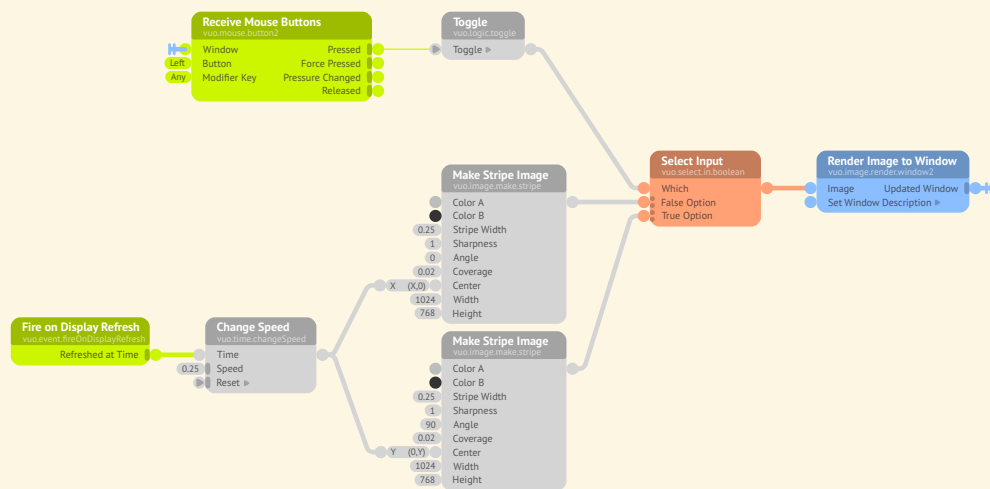 Receive Mouse Buttons
vuo.mouse.button2
Window Pressed
Left Button Force Pressed
Any Modifier Key Pressure Changed
Released
Toggle
vuo.logic.toggle
Toggle
Select Input
vuo.select.in.boolean
Which
False Option
True Option
Render Image to Window
vuo.image.render.window2
Image Updated Window
Set Window Description
Make Stripe Image
vuo.image.make.stripe
Color A
Color B
0.25 Stripe Width
1 Sharpness
0 Angle
0.02 Coverage
X (X,0) Center
1024 Width
768 Height
Fire on Display Refresh
vuo.event.fireOnDisplayRefresh
Refreshed at Time
Change Speed
vuo.time.changeSpeed
Time
0.25 Speed
Reset
Make Stripe Image
vuo.image.make.stripe
Color A
Color B
0.25 Stripe Width
1 Sharpness
90 Angle
0.02 Coverage
Y (0,Y) Center
1024 Width
768 Height